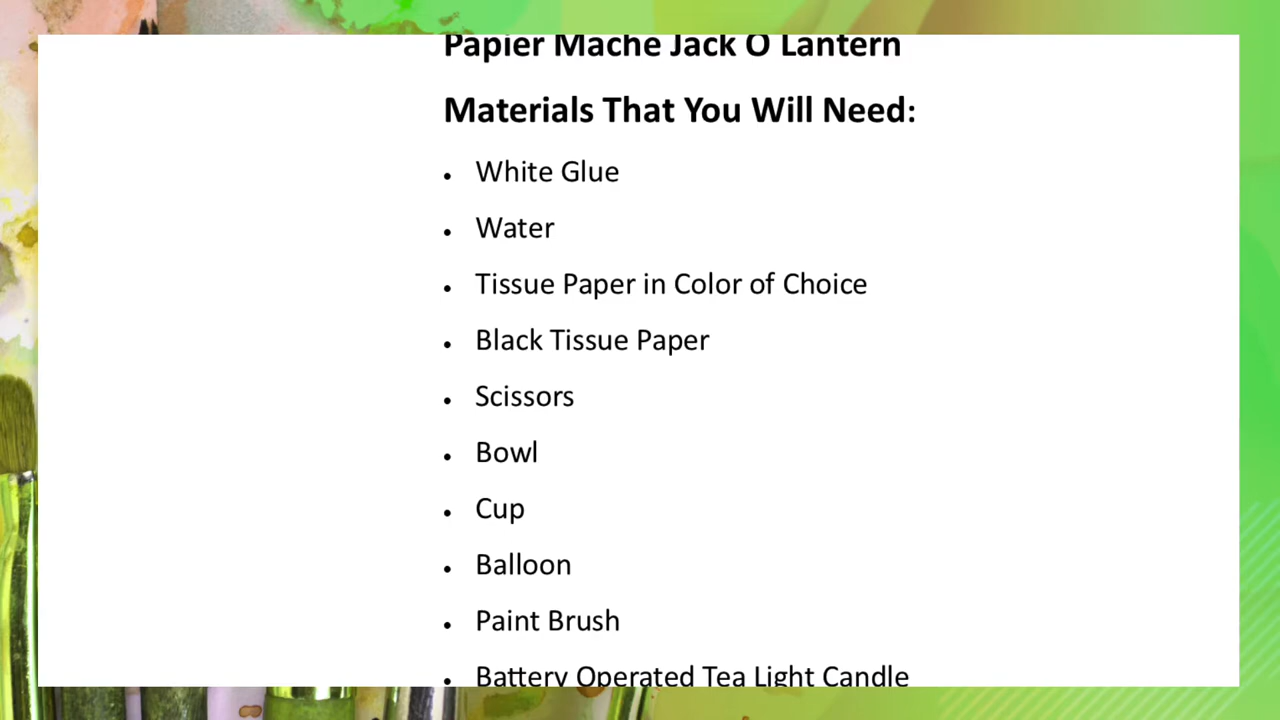 Papier Mache Jack O Lantern
Materials That You Will Need:
• White Glue
• Water
• Tissue Paper in Color of Choice
• Black Tissue Paper
• Scissors
• Bowl
• Cup
• Balloon
• Paint Brush
• Battery Operated Tea Light Candle